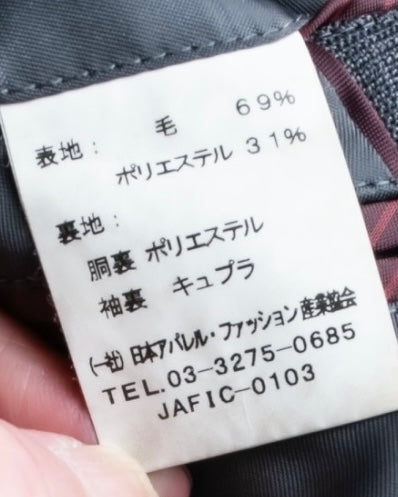 表地： 毛 69%
ポリエステル 31%
裏地：
胴裏 ポリエステル
袖裏 キュプラ
(一社)日本アパレル・ファッション産業協会
TEL.03-3275-0685
JAFIC-0103